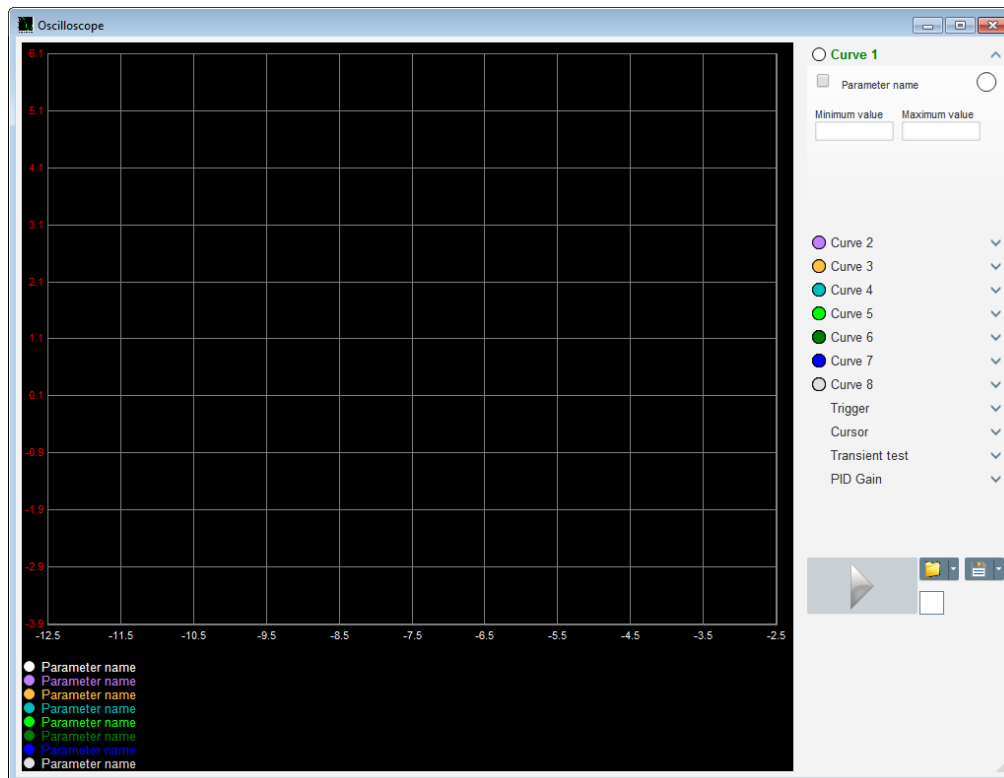 Oscilloscope
6.1
5.1
4.1
3.1
2.1
1.1
0.1
-0.9
-1.9
-2.9
-3.9
-12.5 -11.5 -10.5 -9.5 -8.5 -7.5 -6.5 -5.5 -4.5 -3.5 -2.5
Parameter name
Parameter name
Parameter name
Parameter name
Parameter name
Parameter name
Parameter name
Parameter name
Curve 1
Parameter name
Minimum value Maximum value
Curve 2
Curve 3
Curve 4
Curve 5
Curve 6
Curve 7
Curve 8
Trigger
Cursor
Transient test
PID Gain